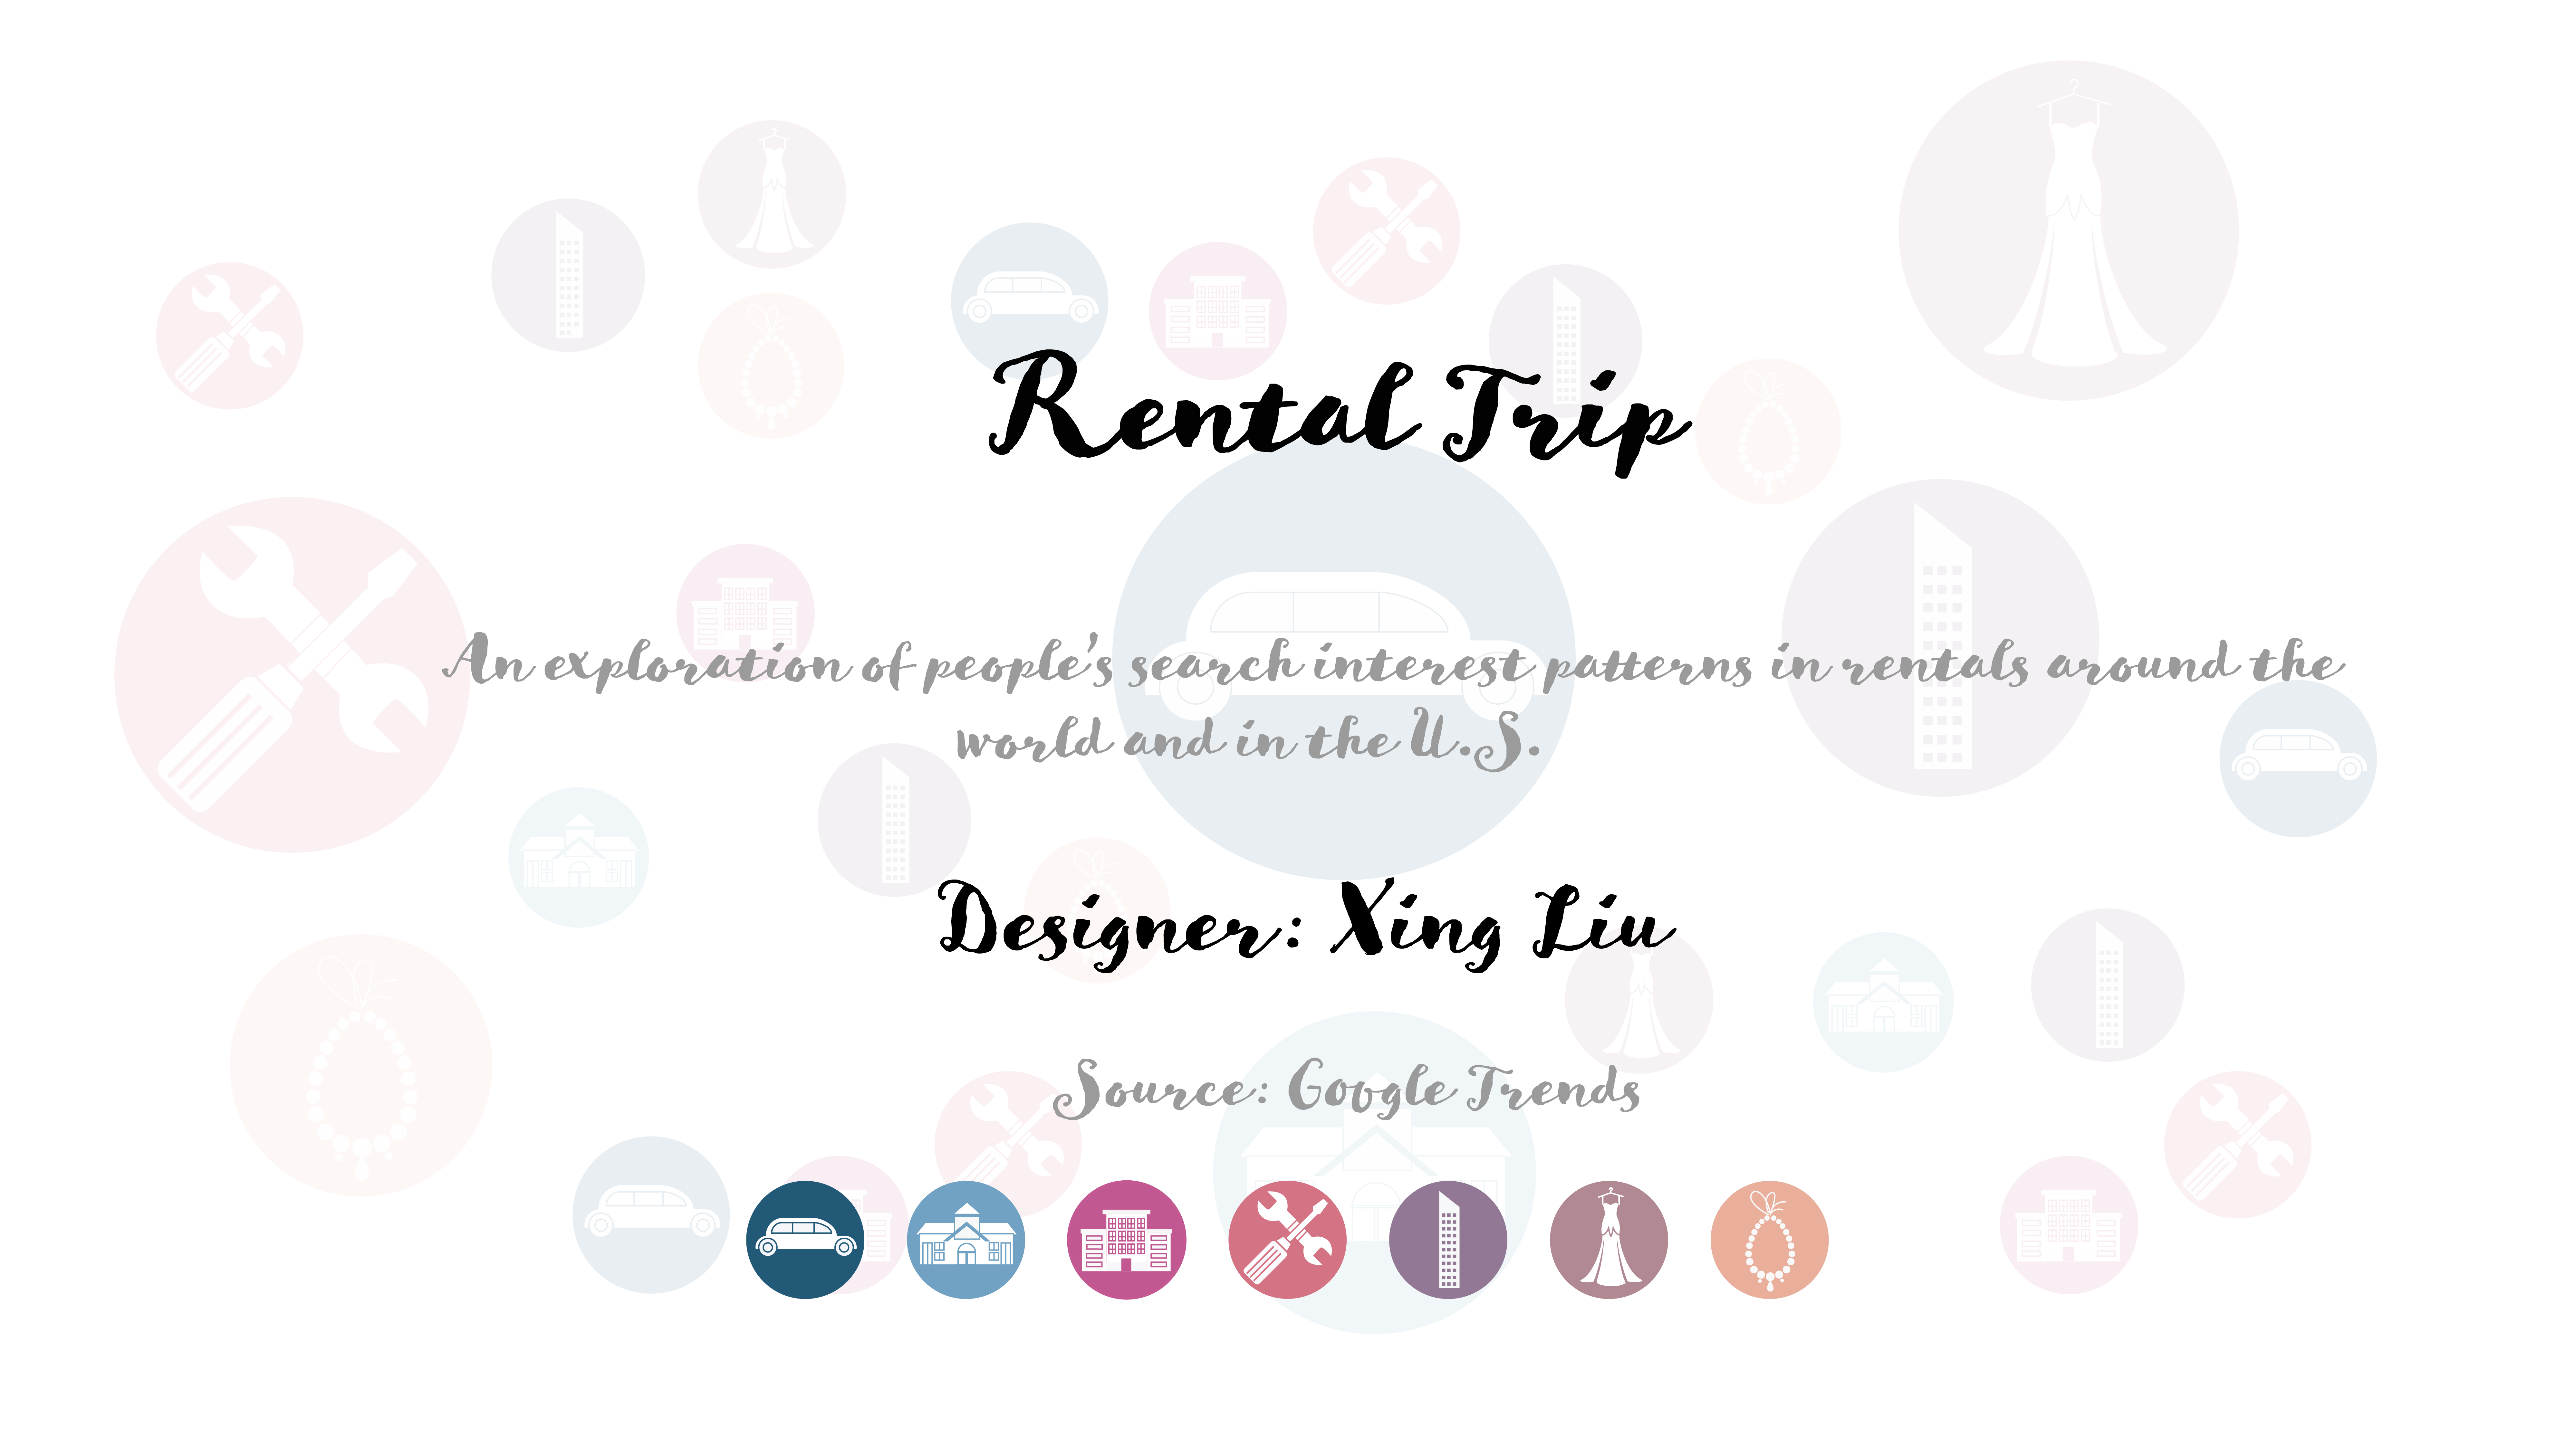 Rental Trip
An exploration of people's search interest patterns in rentals around the
world and in the U.S.
Designer: Xing Liu
Source: Google Trends